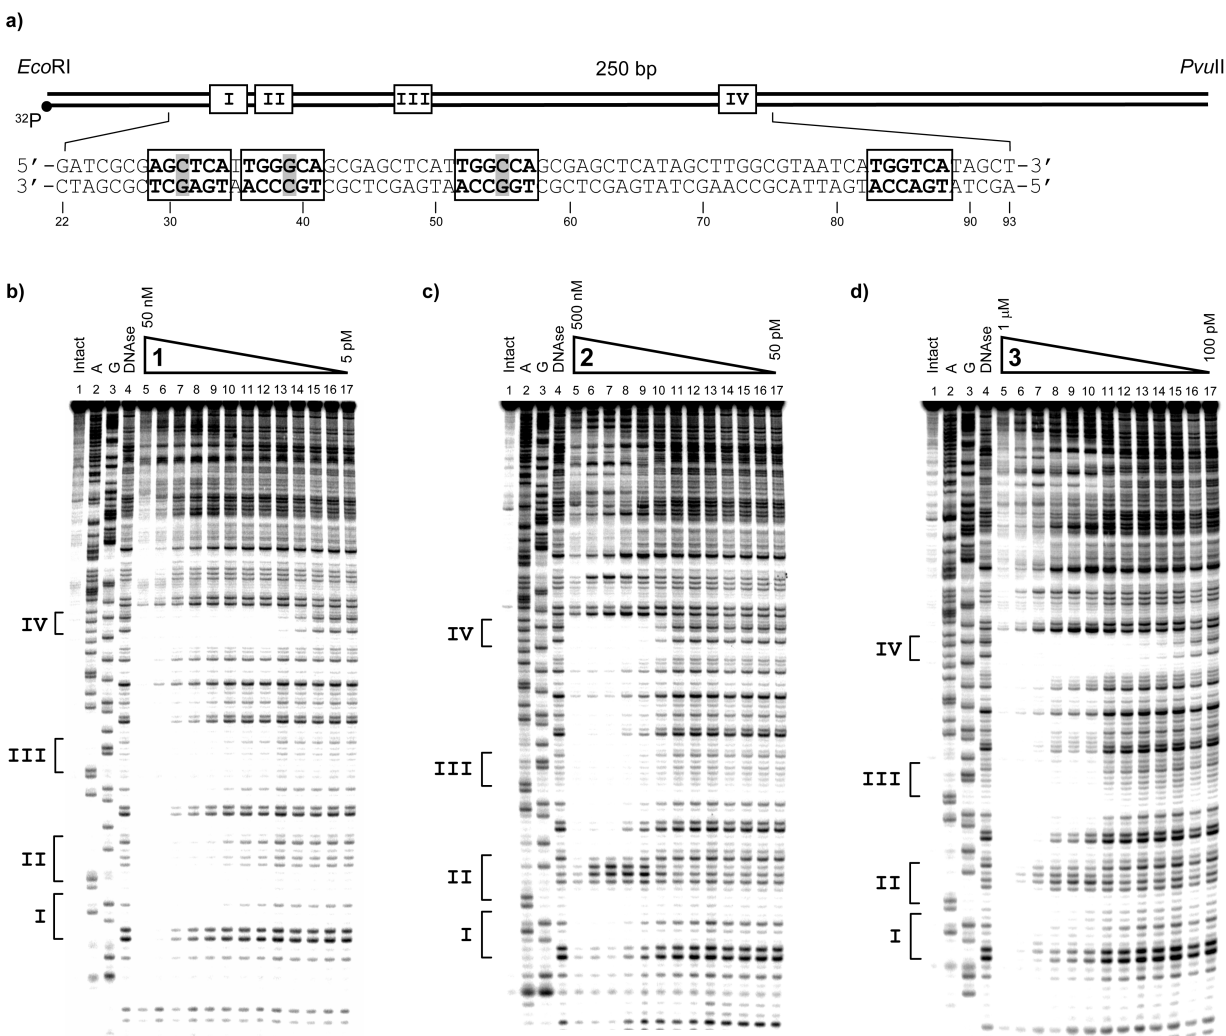 a)
EcoRI 250 bp PvuII
I II III IV
32P
5′-GATCGCGAGCTCATTGGGCAGCGAGCTCATTGGCCAGCGAGCTCATAGCTTGGCGTAATCATGGTCATAGCT-3′
3′-CTAGCGCTCGAGTAACCCGTCGCTCGAGTAACCGGTCGCTCGAGTATCGAACCGCATTAGTACCAGTATCGA-5′
22 30 40 50 60 70 80 90 93
b)
Intact A G DNAse 50 nM 1 5 pM
1 2 3 4 5 6 7 8 9 10 11 12 13 14 15 16 17
IV
III
II
I
c)
Intact A G DNAse 500 nM 2 50 pM
1 2 3 4 5 6 7 8 9 10 11 12 13 14 15 16 17
IV
III
II
I
d)
Intact A G DNAse 1 μM 3 100 pM
1 2 3 4 5 6 7 8 9 10 11 12 13 14 15 16 17
IV
III
II
I